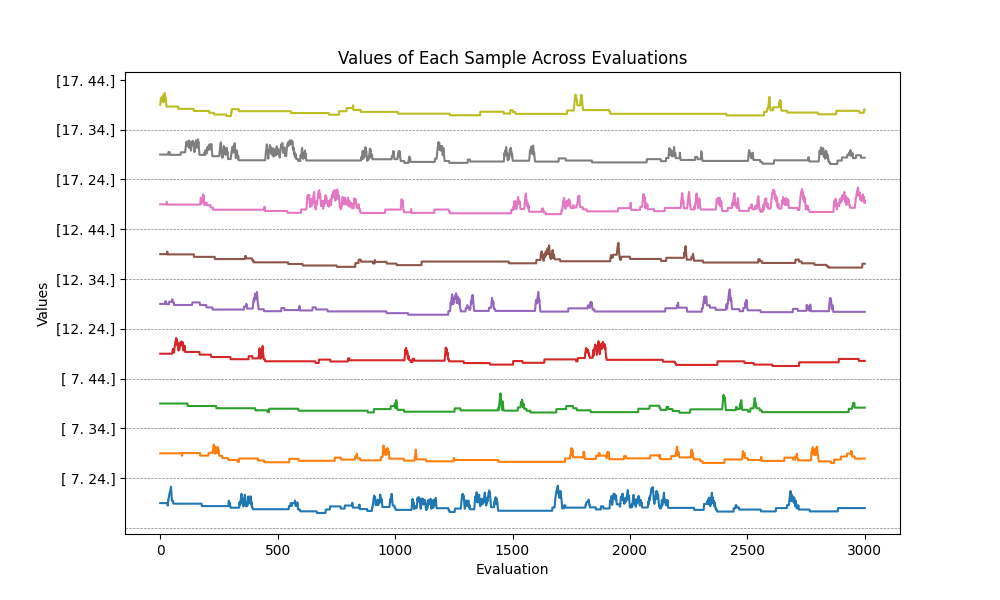 Values of Each Sample Across Evaluations
[17. 44.]
[17. 34.]
[17. 24.]
[12. 44.]
[12. 34.]
[12. 24.]
[ 7. 44.]
[ 7. 34.]
[ 7. 24.]
Values
0 500 1000 1500 2000 2500 3000
Evaluation